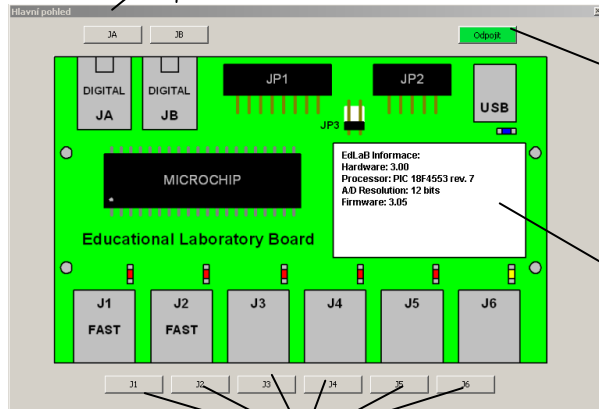 Hlavní pohled
JA
JB
Odpojit
JP1
JP2
DIGITAL
DIGITAL
JA
JB
USB
JP3
EdLaB Informace:
Hardware: 3.00
Processor: PIC 18F4553 rev. 7
A/D Resolution: 12 bits
Firmware: 3.05
MICROCHIP
Educational Laboratory Board
J1
J2
J3
J4
J5
J6
FAST
FAST
J1
J2
J3
J4
J5
J6